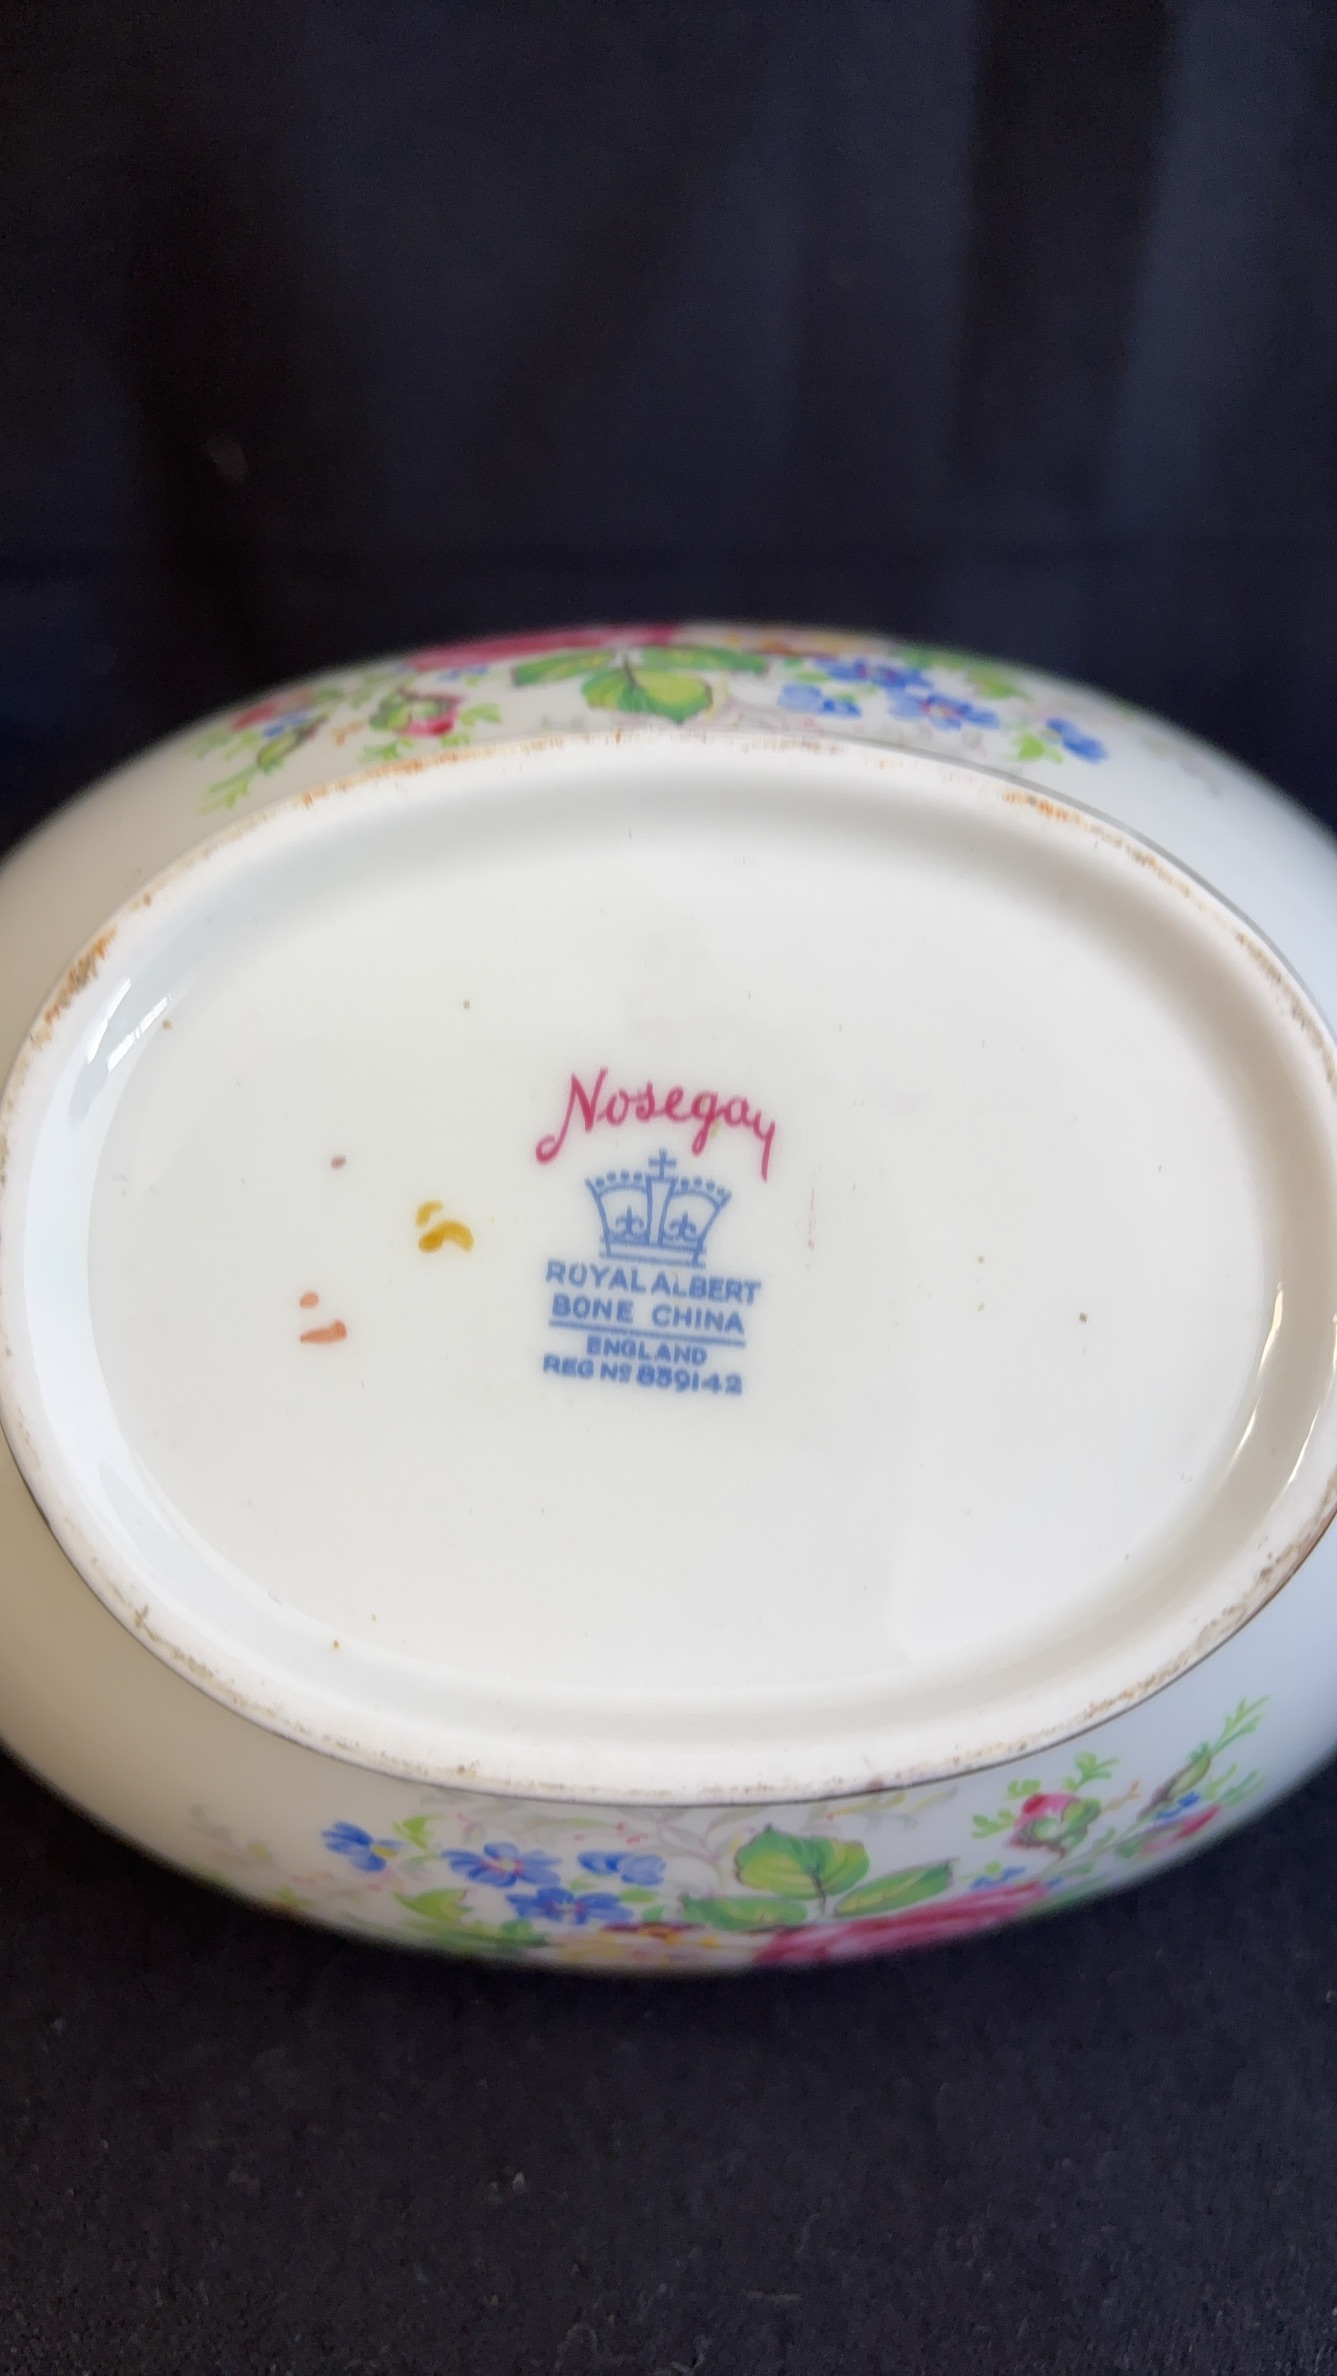 Nosegay
ROYAL ALBERT
BONE CHINA
ENGLAND
REG Nº 839142